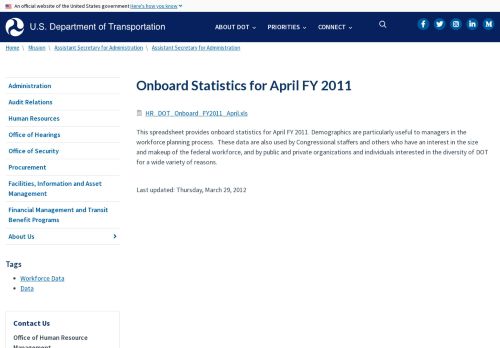 An official website of the United States government Here's how you know
U.S. Department of Transportation
ABOUT DOT
PRIORITIES
CONNECT
Home \ Mission \ Assistant Secretary for Administration \ Assistant Secretary for Administration
Administration
Audit Relations
Human Resources
Office of Hearings
Office of Security
Procurement
Facilities, Information and Asset
Management
Financial Management and Transit
Benefit Programs
About Us
Tags
Workforce Data
Data
Contact Us
Office of Human Resource
Management
Onboard Statistics for April FY 2011
HR_DOT_Onboard_FY2011_April.xls
This spreadsheet provides onboard statistics for April FY 2011. Demographics are particularly useful to managers in the
workforce planning process. These data are also used by Congressional staffers and others who have an interest in the size
and makeup of the federal workforce, and by public and private organizations and individuals interested in the diversity of DOT
for a wide variety of reasons.
Last updated: Thursday, March 29, 2012